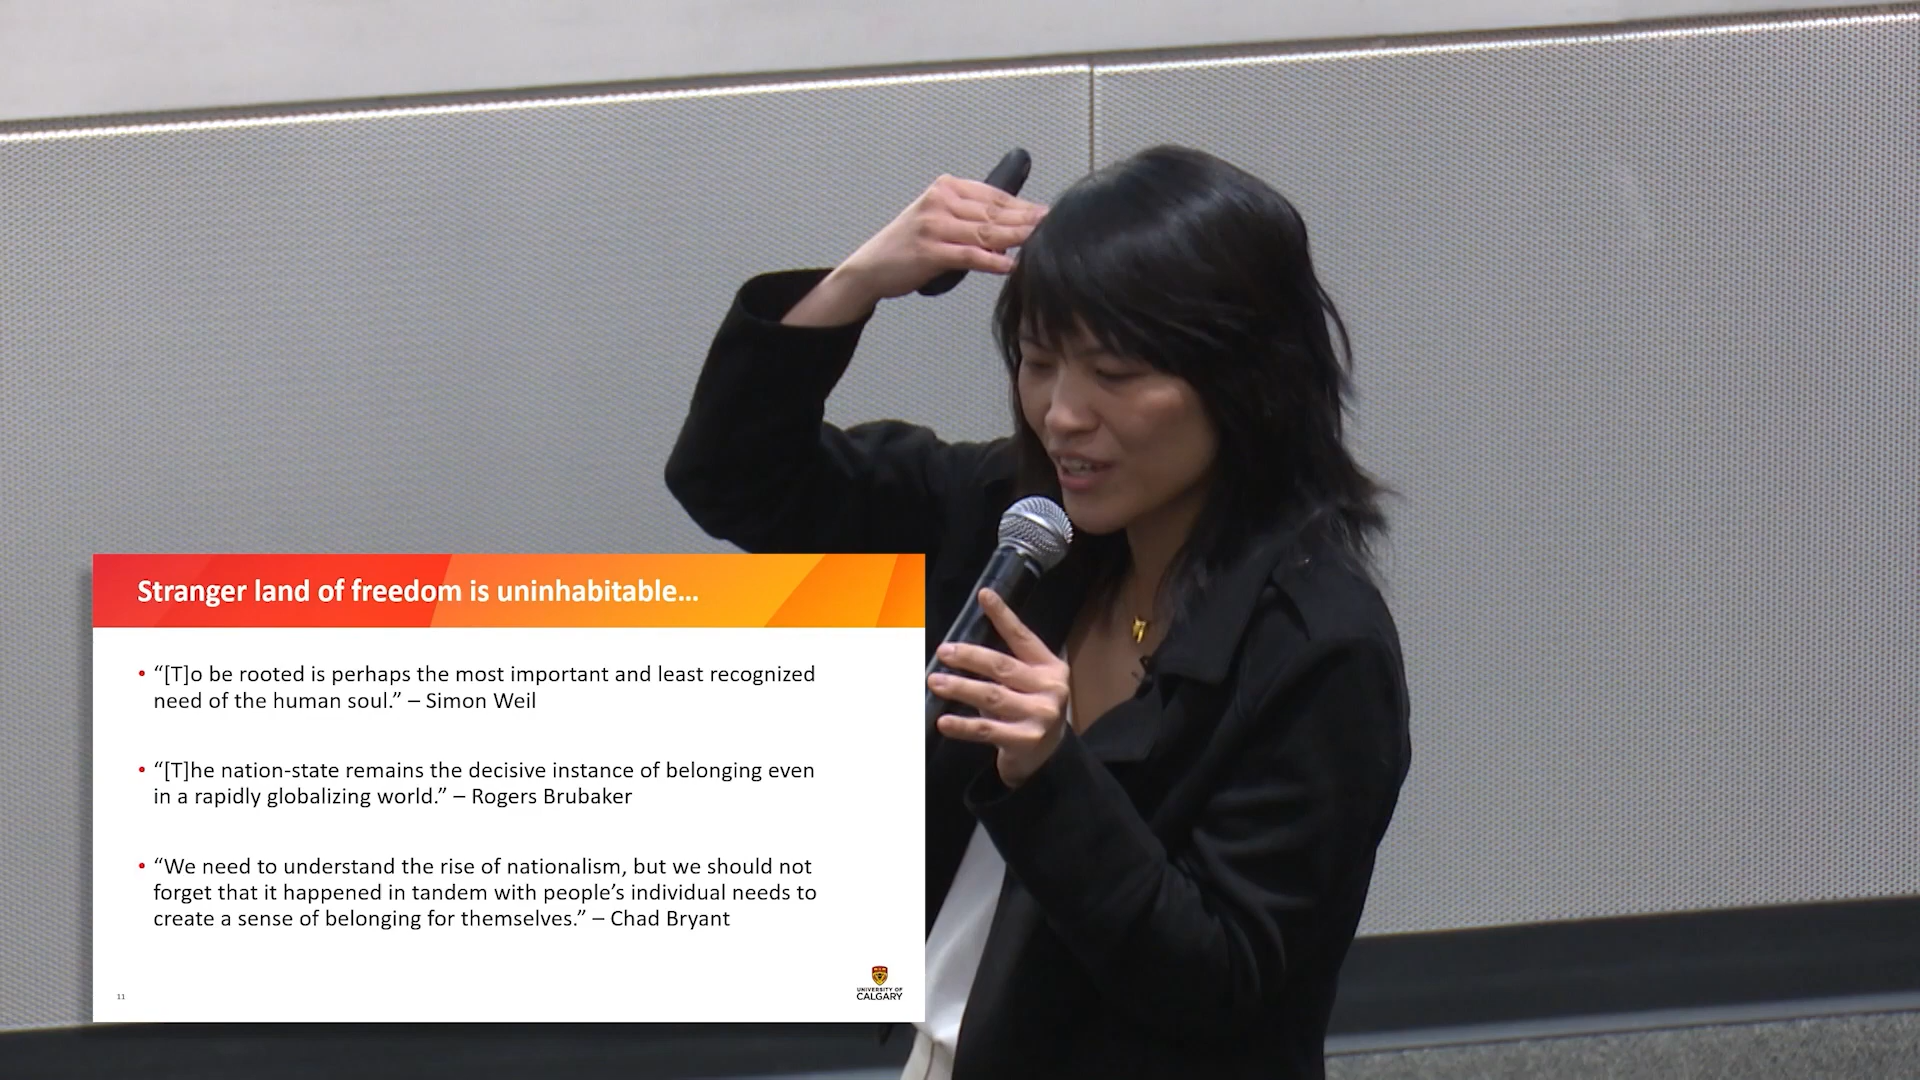 Stranger land of freedom is uninhabitable...
• “[T]o be rooted is perhaps the most important and least recognized
need of the human soul.” – Simon Weil
• “[T]he nation-state remains the decisive instance of belonging even
in a rapidly globalizing world.” – Rogers Brubaker
• “We need to understand the rise of nationalism, but we should not
forget that it happened in tandem with people’s individual needs to
create a sense of belonging for themselves.” – Chad Bryant
11
UNIVERSITY OF
CALGARY